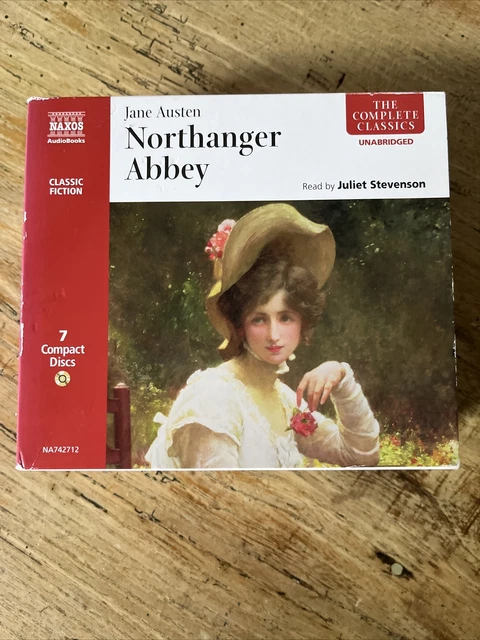 NAXOS
AudioBooks
CLASSIC
FICTION
7
Compact
Discs
NA742712
Jane Austen
Northanger
Abbey
THE
COMPLETE
CLASSICS
UNABRIDGED
Read by Juliet Stevenson